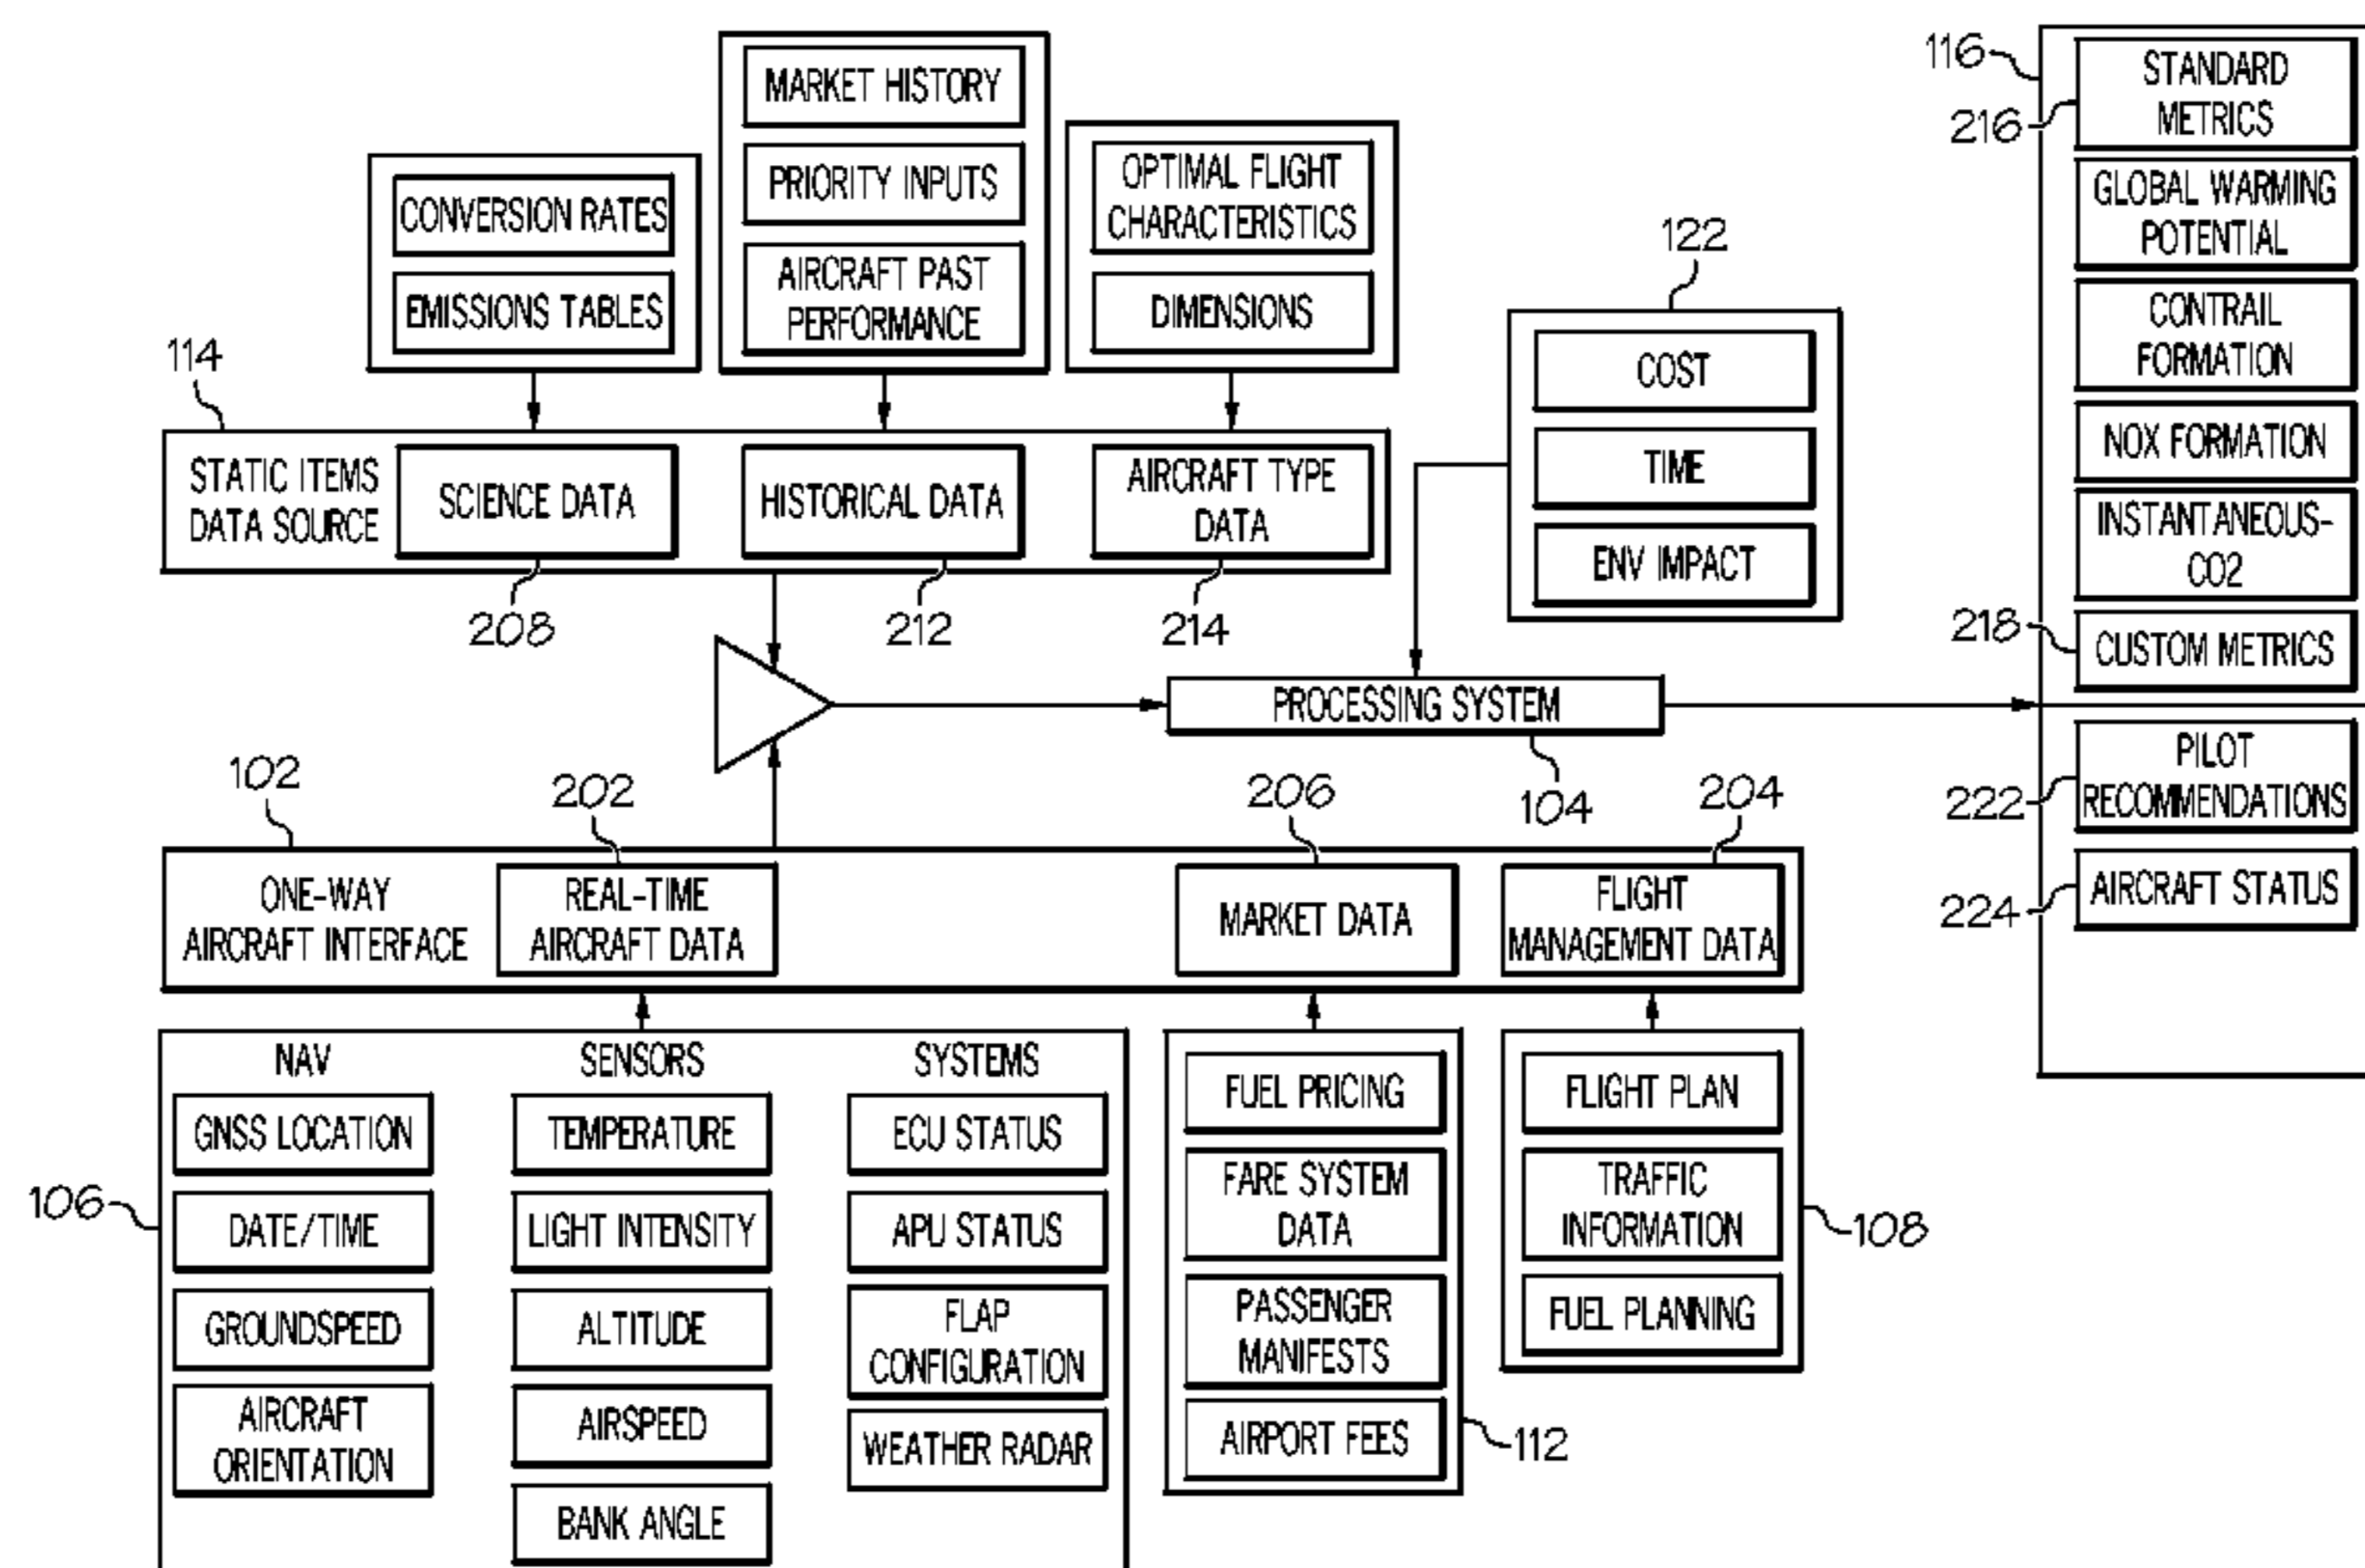 MARKET HISTORY
PRIORITY INPUTS
AIRCRAFT PAST
PERFORMANCE
CONVERSION RATES
EMISSIONS TABLES
OPTIMAL FLIGHT
CHARACTERISTICS
DIMENSIONS
114
STATIC ITEMS
DATA SOURCE
SCIENCE DATA
HISTORICAL DATA
AIRCRAFT TYPE
DATA
208
212
214
122
COST
TIME
ENV IMPACT
PROCESSING SYSTEM
104
116
216
STANDARD
METRICS
GLOBAL WARMING
POTENTIAL
CONTRAIL
FORMATION
NOX FORMATION
INSTANTANEOUS-
CO2
218
CUSTOM METRICS
222
PILOT
RECOMMENDATIONS
224
AIRCRAFT STATUS
102
202
206
204
ONE-WAY
AIRCRAFT INTERFACE
REAL-TIME
AIRCRAFT DATA
MARKET DATA
FLIGHT
MANAGEMENT DATA
106
NAV
GNSS LOCATION
DATE/TIME
GROUNDSPEED
AIRCRAFT
ORIENTATION
SENSORS
TEMPERATURE
LIGHT INTENSITY
ALTITUDE
AIRSPEED
BANK ANGLE
SYSTEMS
ECU STATUS
APU STATUS
FLAP
CONFIGURATION
WEATHER RADAR
FUEL PRICING
FARE SYSTEM
DATA
PASSENGER
MANIFESTS
AIRPORT FEES
112
FLIGHT PLAN
TRAFFIC
INFORMATION
FUEL PLANNING
108